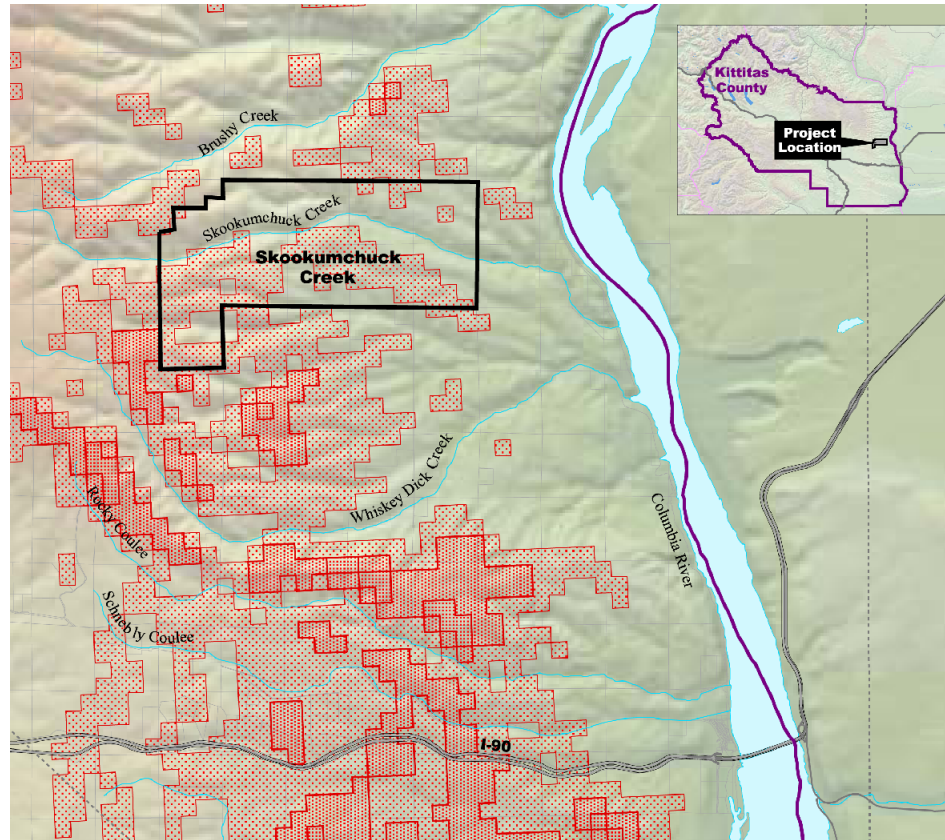 Kittitas
County
Project
Location
Brushy Creek
Skookumchuck Creek
Skookumchuck
Creek
Whiskey Dick Creek
Rocky Coulee
Columbia River
Schnebly Coulee
I-90